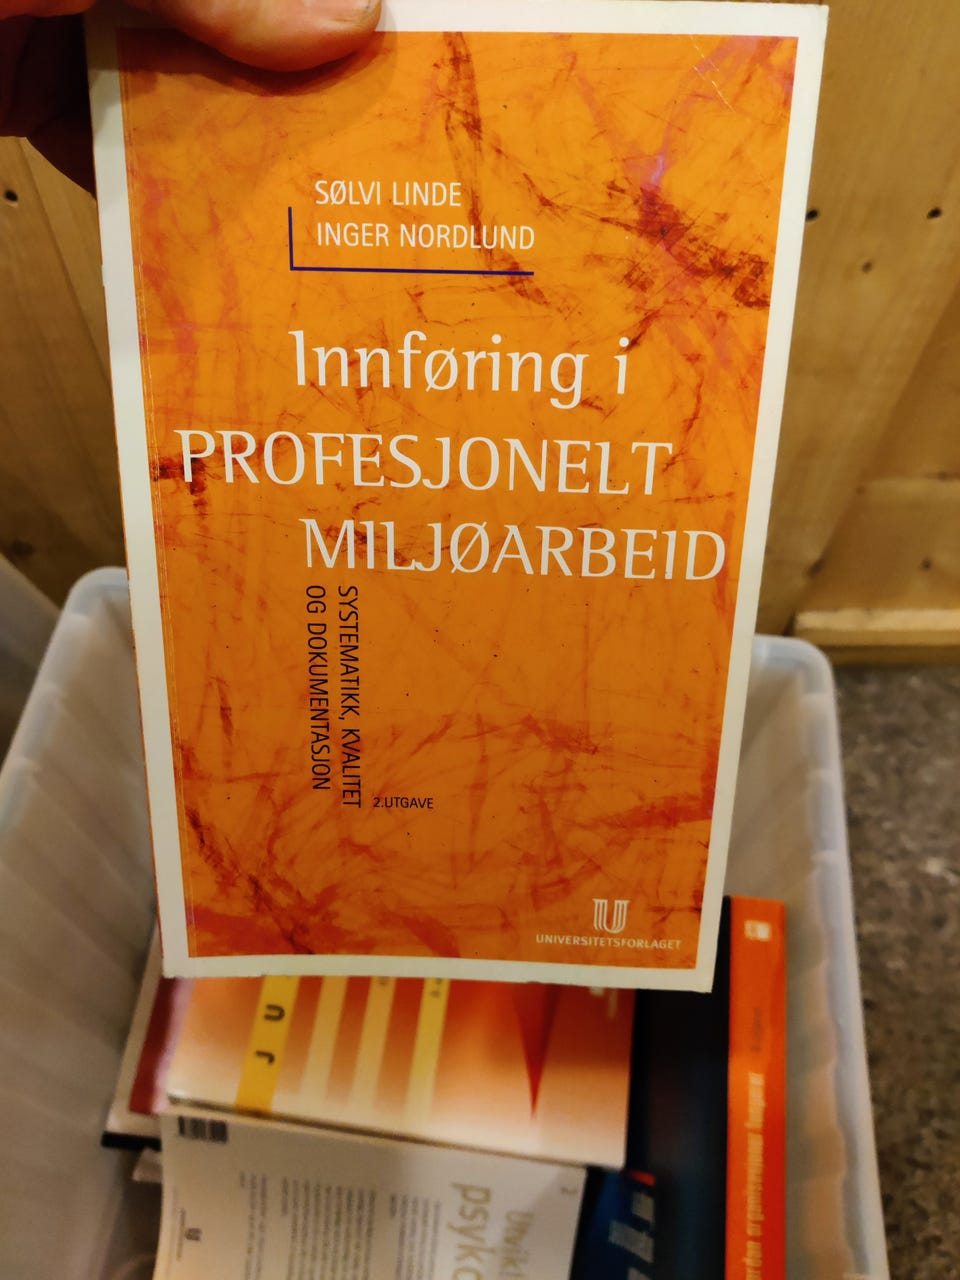 SØLVI LINDE
INGER NORDLUND
Innføring i
PROFESJONELT
MILJØARBEID
SYSTEMATIKK, KVALITET
OG DOKUMENTASJON
2.UTGAVE
UNIVERSITETSFORLAGET